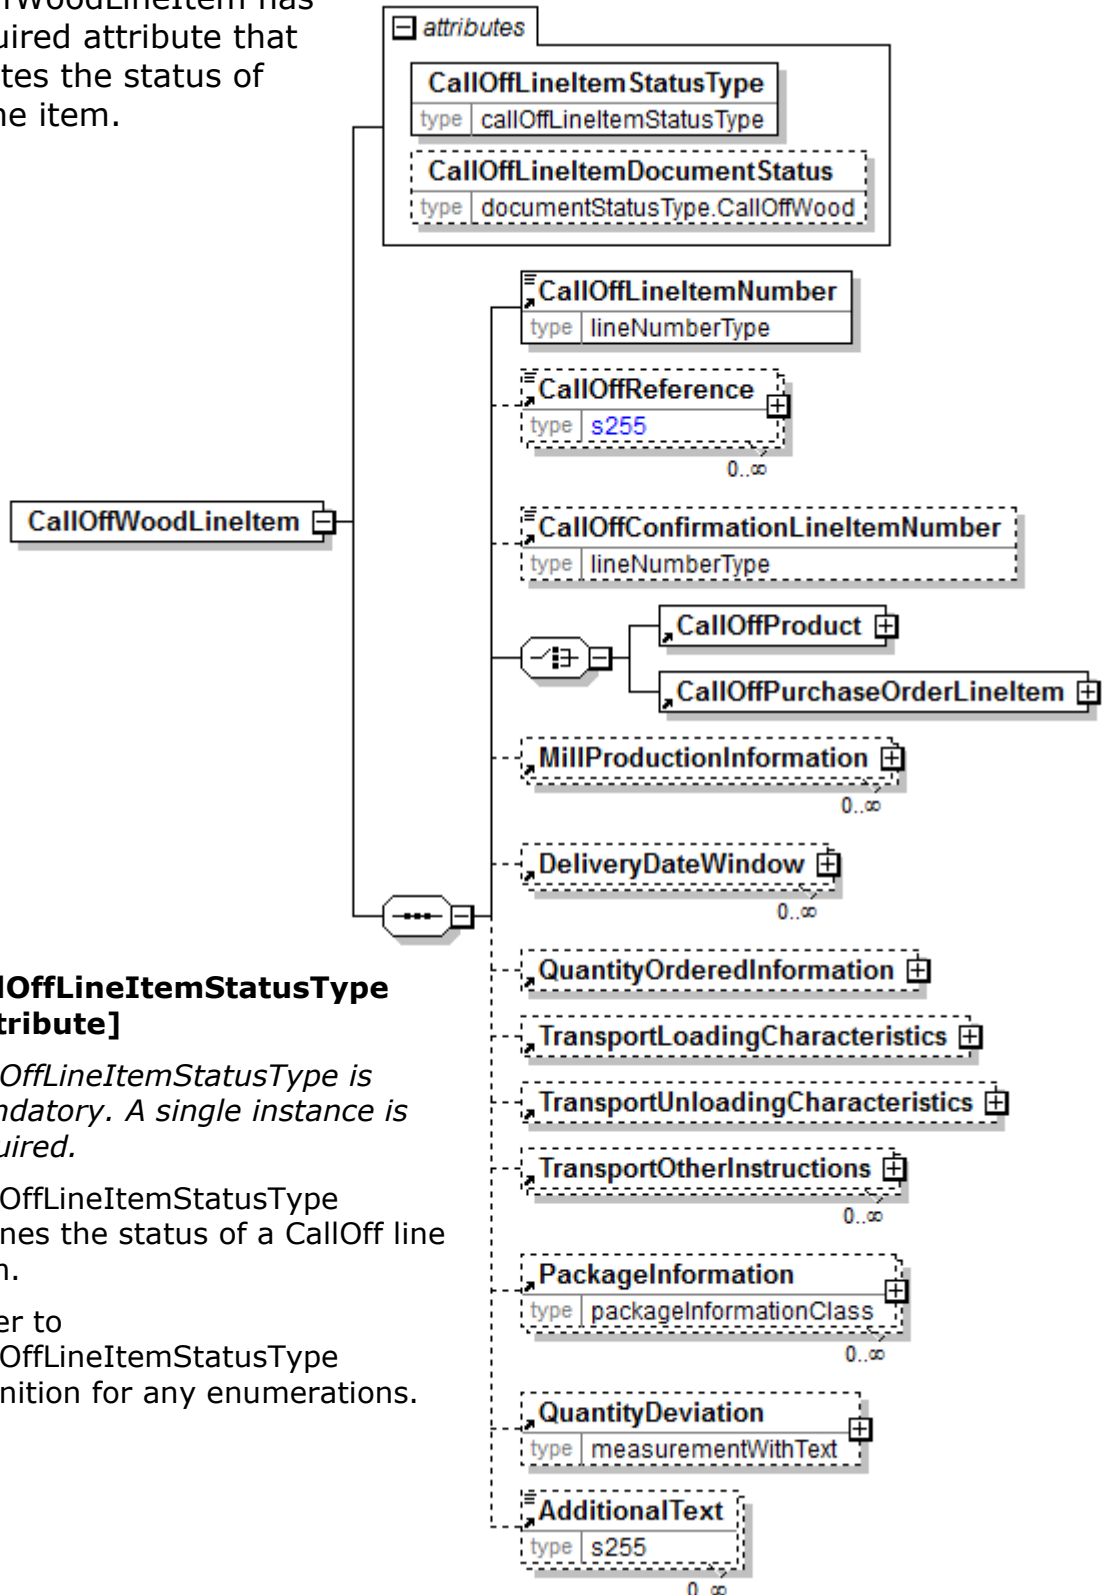 fWoodLineItem has
uired attribute that
tes the status of
ne item.
attributes
CallOffLineItemStatusType
type callOffLineItemStatusType
CallOffLineItemDocumentStatus
type documentStatusType.CallOffWood
CallOffLineItemNumber
type lineNumberType
CallOffReference
type s255
0..∞
CallOffWoodLineItem
CallOffConfirmationLineItemNumber
type lineNumberType
CallOffProduct
CallOffPurchaseOrderLineItem
MillProductionInformation
0..∞
DeliveryDateWindow
0..∞
QuantityOrderedInformation
TransportLoadingCharacteristics
TransportUnloadingCharacteristics
TransportOtherInstructions
0..∞
PackageInformation
type packageInformationClass
0..∞
QuantityDeviation
type measurementWithText
AdditionalText
type s255
0..∞
lOffLineItemStatusType
tribute]
OffLineItemStatusType is
ndatory. A single instance is
uired.
OffLineItemStatusType
nes the status of a CallOff line
n.
er to
OffLineItemStatusType
nition for any enumerations.